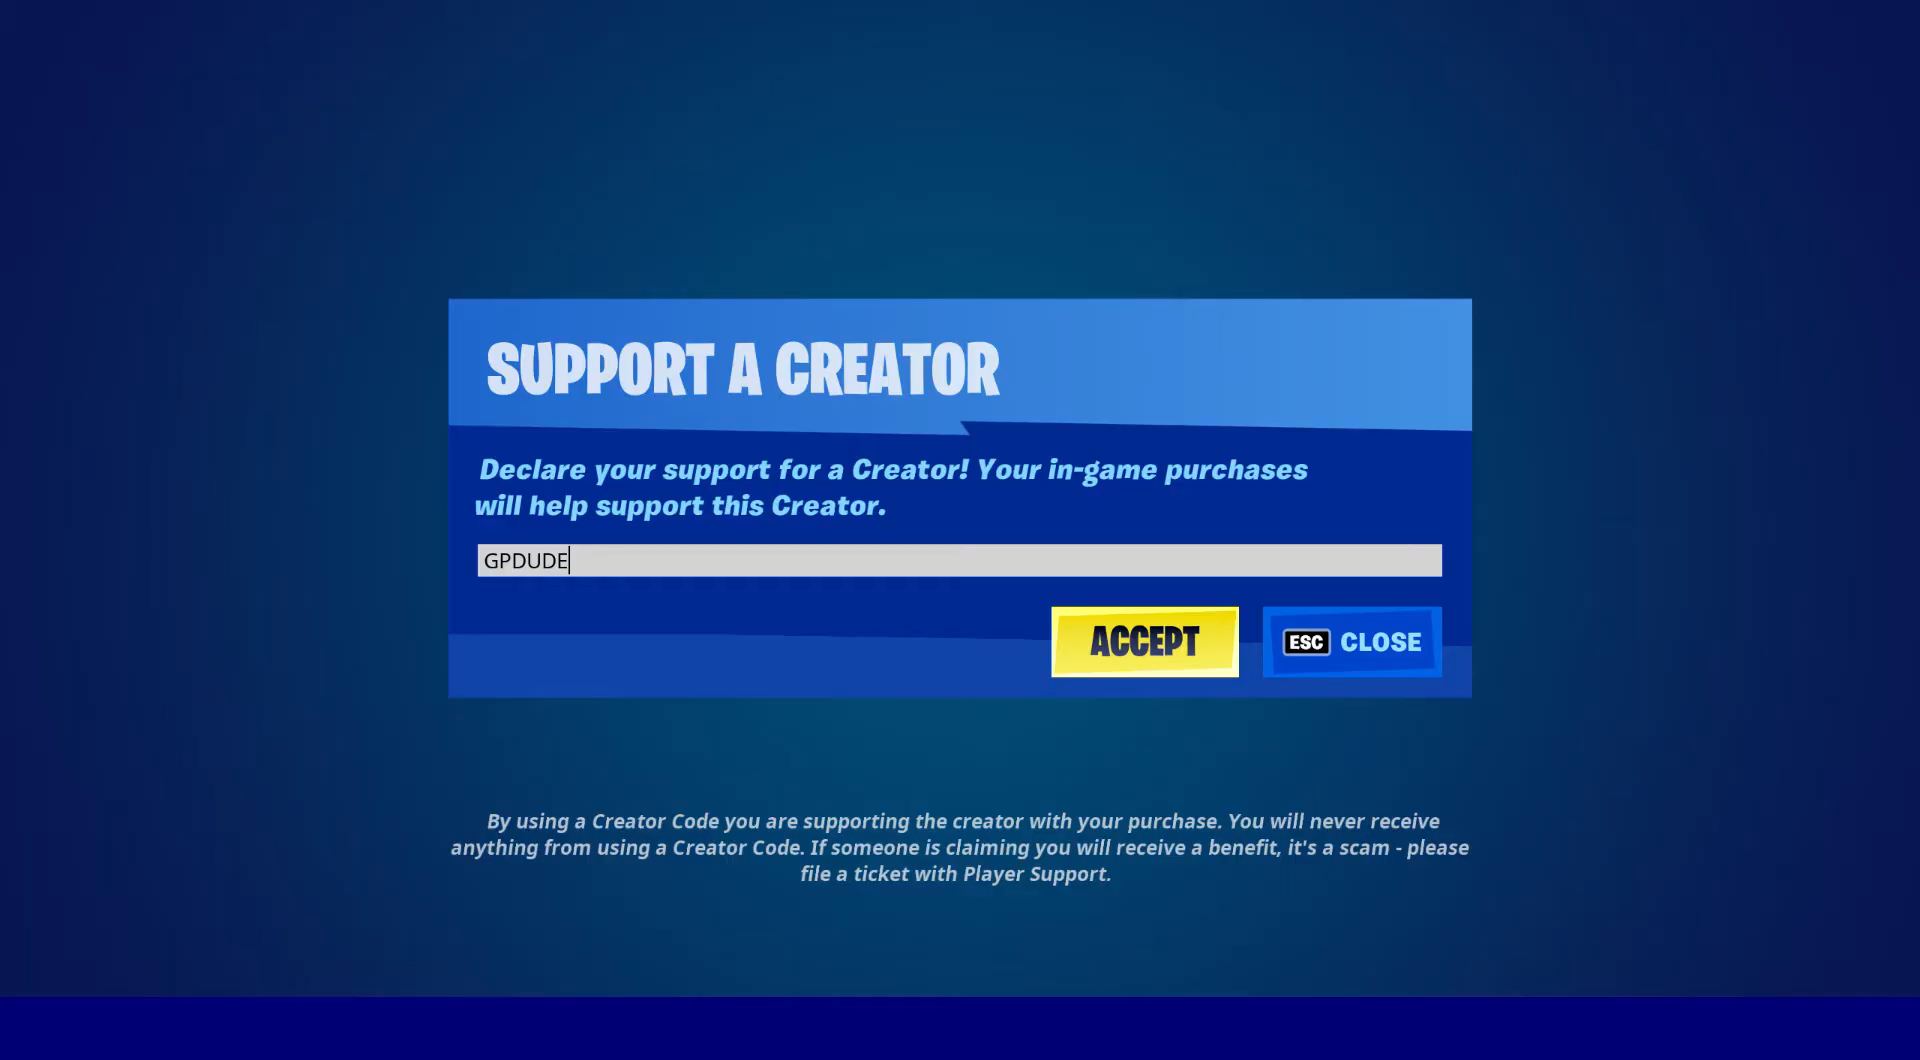 SUPPORT A CREATOR
Declare your support for a Creator! Your in-game purchases
will help support this Creator.
GPDUDE
ACCEPT
ESC CLOSE
By using a Creator Code you are supporting the creator with your purchase. You will never receive
anything from using a Creator Code. If someone is claiming you will receive a benefit, it's a scam - please
file a ticket with Player Support.